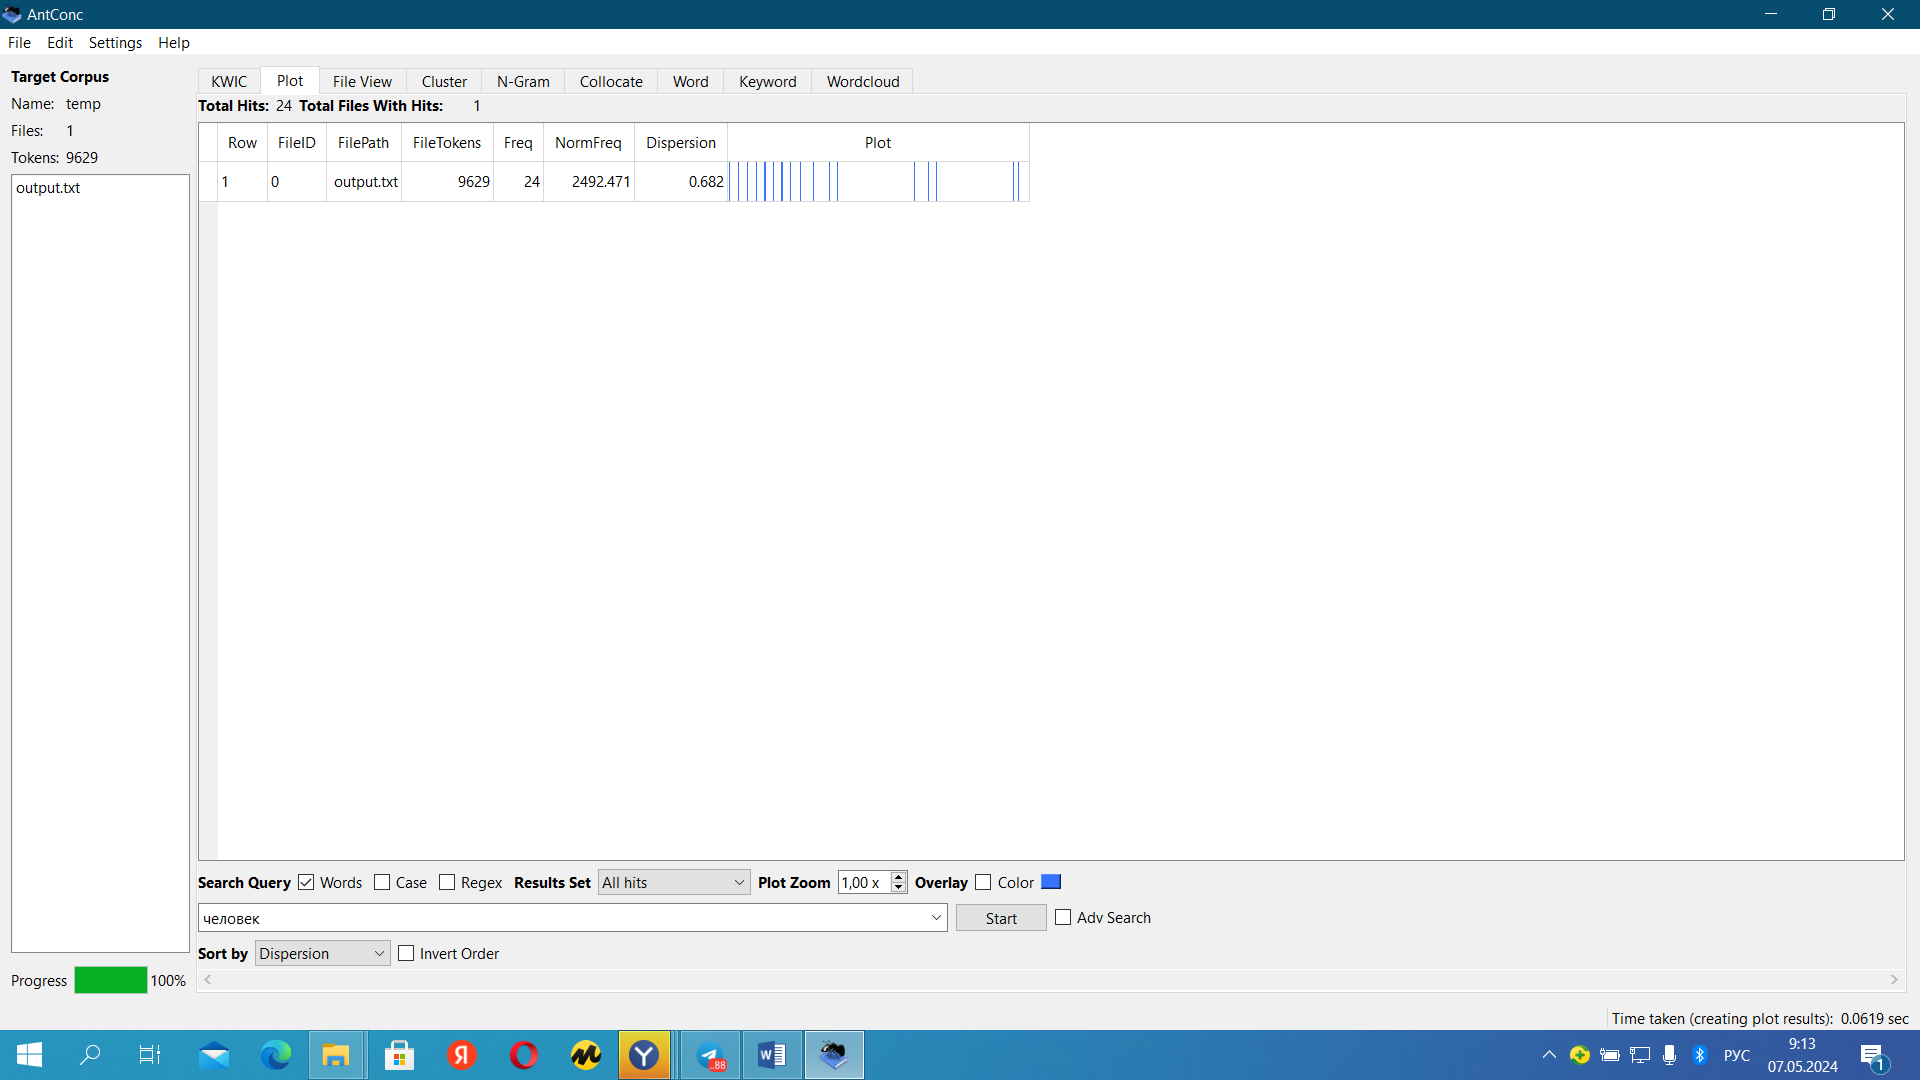 AntConc
File Edit Settings Help
Target Corpus
Name: temp
Files: 1
Tokens: 9629
output.txt
Progress 100%
KWIC Plot File View Cluster N-Gram Collocate Word Keyword Wordcloud
Total Hits: 24 Total Files With Hits: 1
Row FileID FilePath FileTokens Freq NormFreq Dispersion Plot
1 0 output.txt 9629 24 2492.471 0.682
Search Query Words Case Regex Results Set All hits Plot Zoom 1,00 x Overlay Color
человек Start Adv Search
Sort by Dispersion Invert Order
Time taken (creating plot results): 0.0619 sec
Я Y ..88 W РУС 9:13
07.05.2024 1